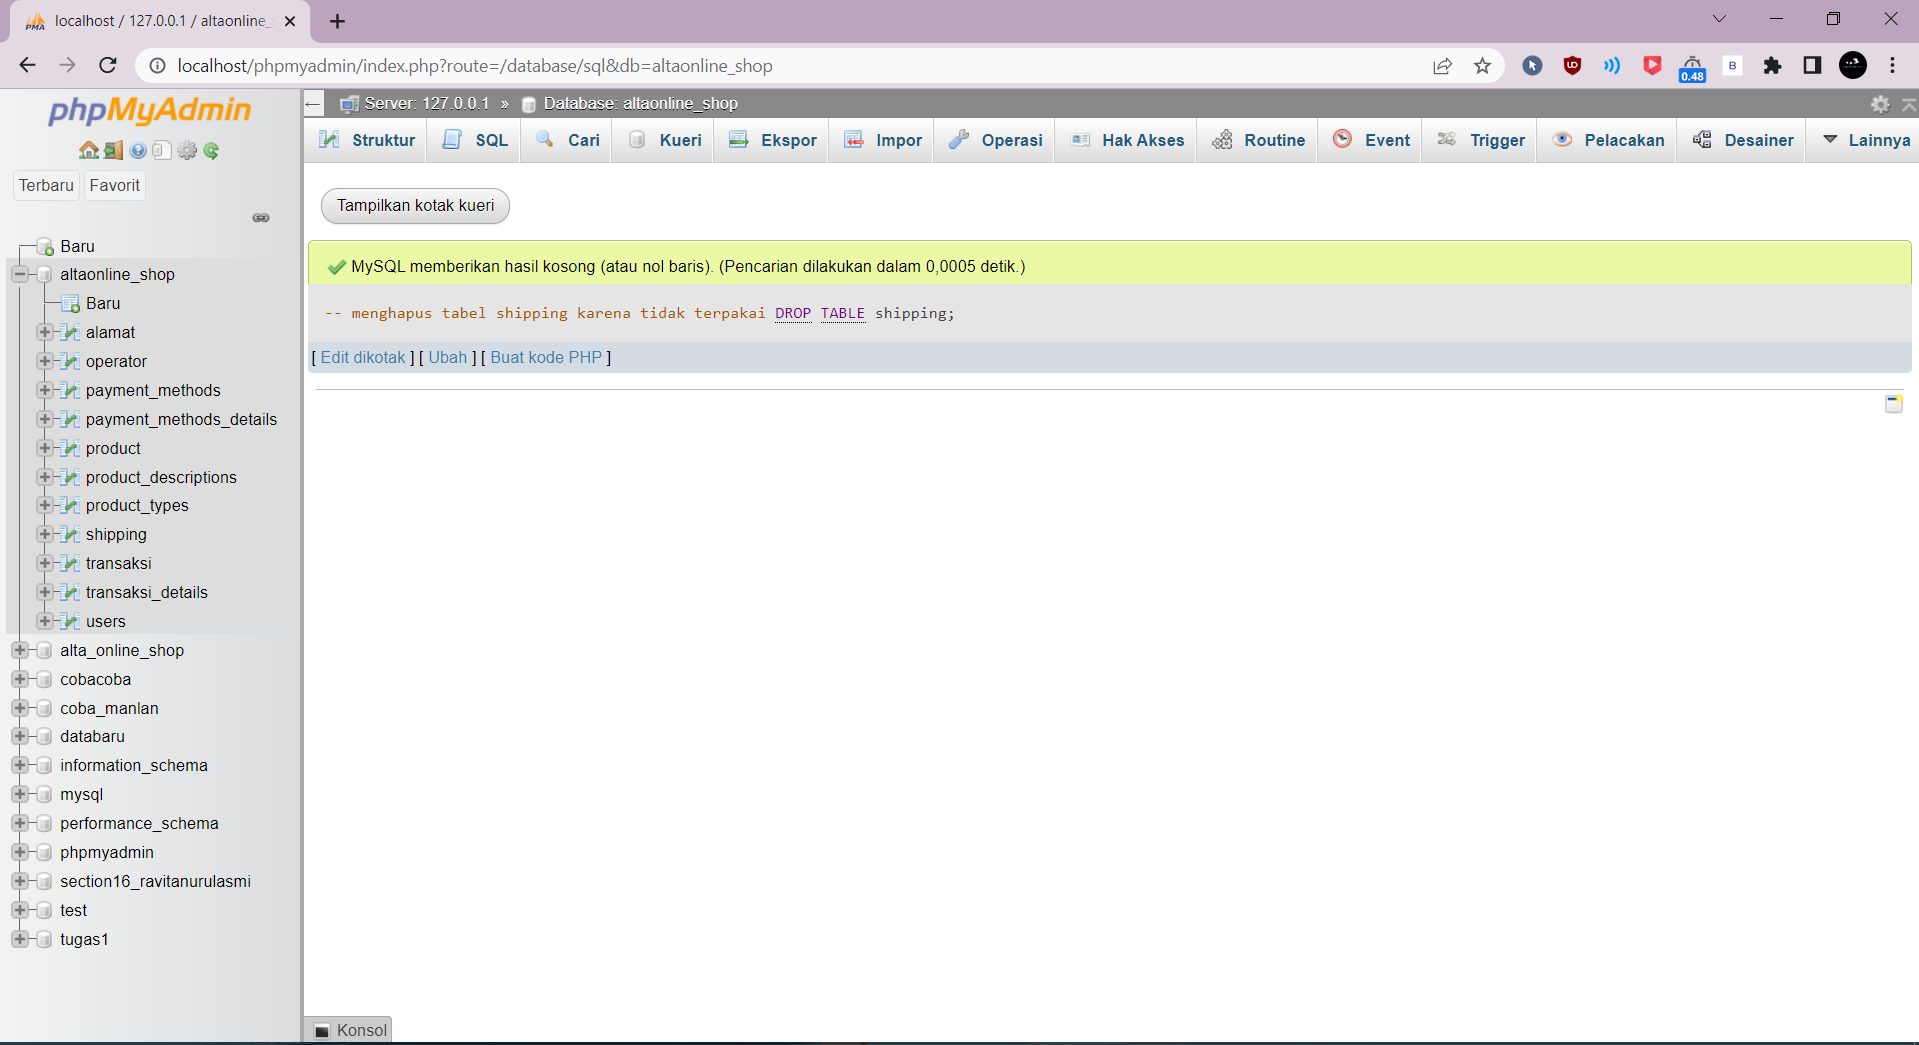 localhost / 127.0.0.1 / altaonline_
localhost/phpmyadmin/index.php?route=/database/sql&db=altaonline_shop
0.48
B
phpMyAdmin
Terbaru
Favorit
Baru
altaonline_shop
Baru
alamat
operator
payment_methods
payment_methods_details
product
product_descriptions
product_types
shipping
transaksi
transaksi_details
users
alta_online_shop
cobacoba
coba_manlan
databaru
information_schema
mysql
performance_schema
phpmyadmin
section16_ravitanurulasmi
test
tugas1
Server: 127.0.0.1 » Database: altaonline_shop
Struktur SQL Cari Kueri Ekspor Impor Operasi Hak Akses Routine Event Trigger Pelacakan Desainer Lainnya
Tampilkan kotak kueri
MySQL memberikan hasil kosong (atau nol baris). (Pencarian dilakukan dalam 0,0005 detik.)
-- menghapus tabel shipping karena tidak terpakai DROP TABLE shipping;
[ Edit dikotak ] [ Ubah ] [ Buat kode PHP ]
Konsol